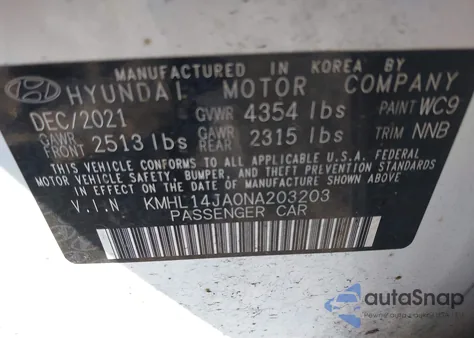 MANUFACTURED IN KOREA BY
HYUNDAI MOTOR COMPANY
DEC/2021 GVWR 4354 lbs PAINT WC9
GAWR FRONT 2513 lbs GAWR REAR 2315 lbs TRIM NNB
THIS VEHICLE CONFORMS TO ALL APPLICABLE U.S.A. FEDERAL
MOTOR VEHICLE SAFETY, BUMPER, AND THEFT PREVENTION STANDARDS
IN EFFECT ON THE DATE OF MANUFACTURE SHOWN ABOVE.
V.I.N KMHL14JA0NA203203
PASSENGER CAR
autoSnap